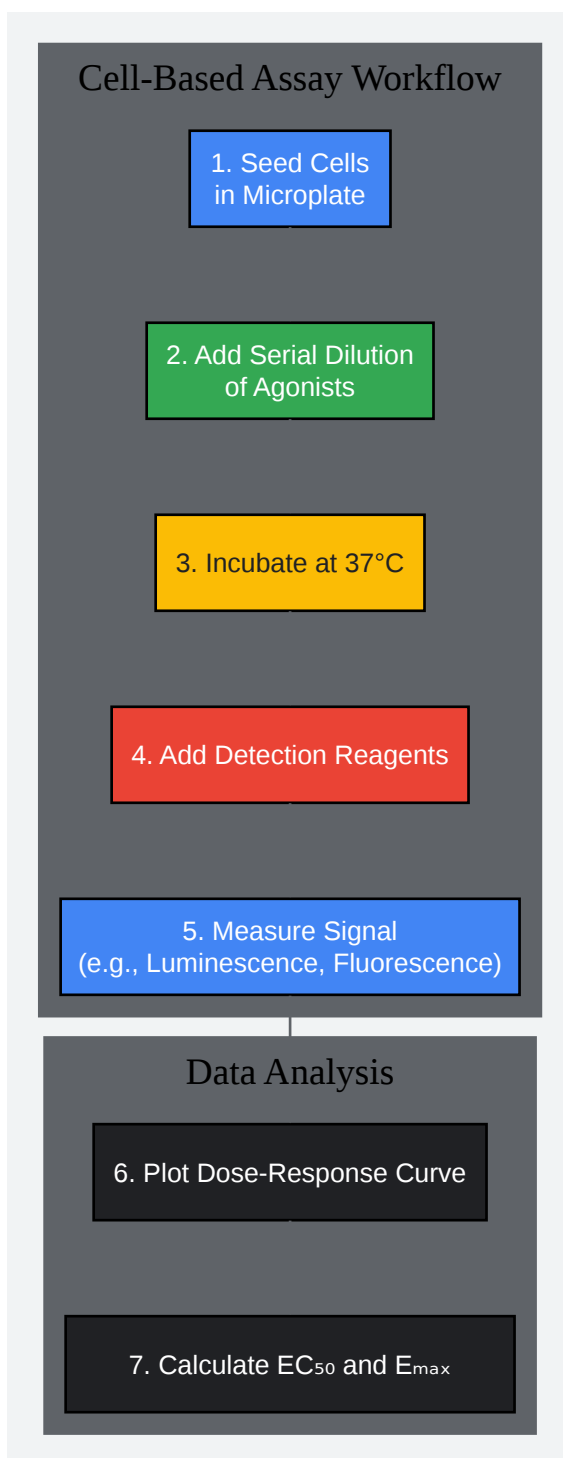 Cell-Based Assay Workflow
1. Seed Cells
in Microplate
2. Add Serial Dilution
of Agonists
3. Incubate at 37°C
4. Add Detection Reagents
5. Measure Signal
(e.g., Luminescence, Fluorescence)
Data Analysis
6. Plot Dose-Response Curve
7. Calculate EC₅₀ and Eₘₐₓ